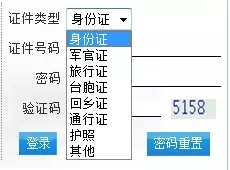 证件类型 身份证
证件号码 身份证
军官证
旅行证
密码 台胞证
回乡证
验证码 通行证 5158
护照
登录 其他 密码重置